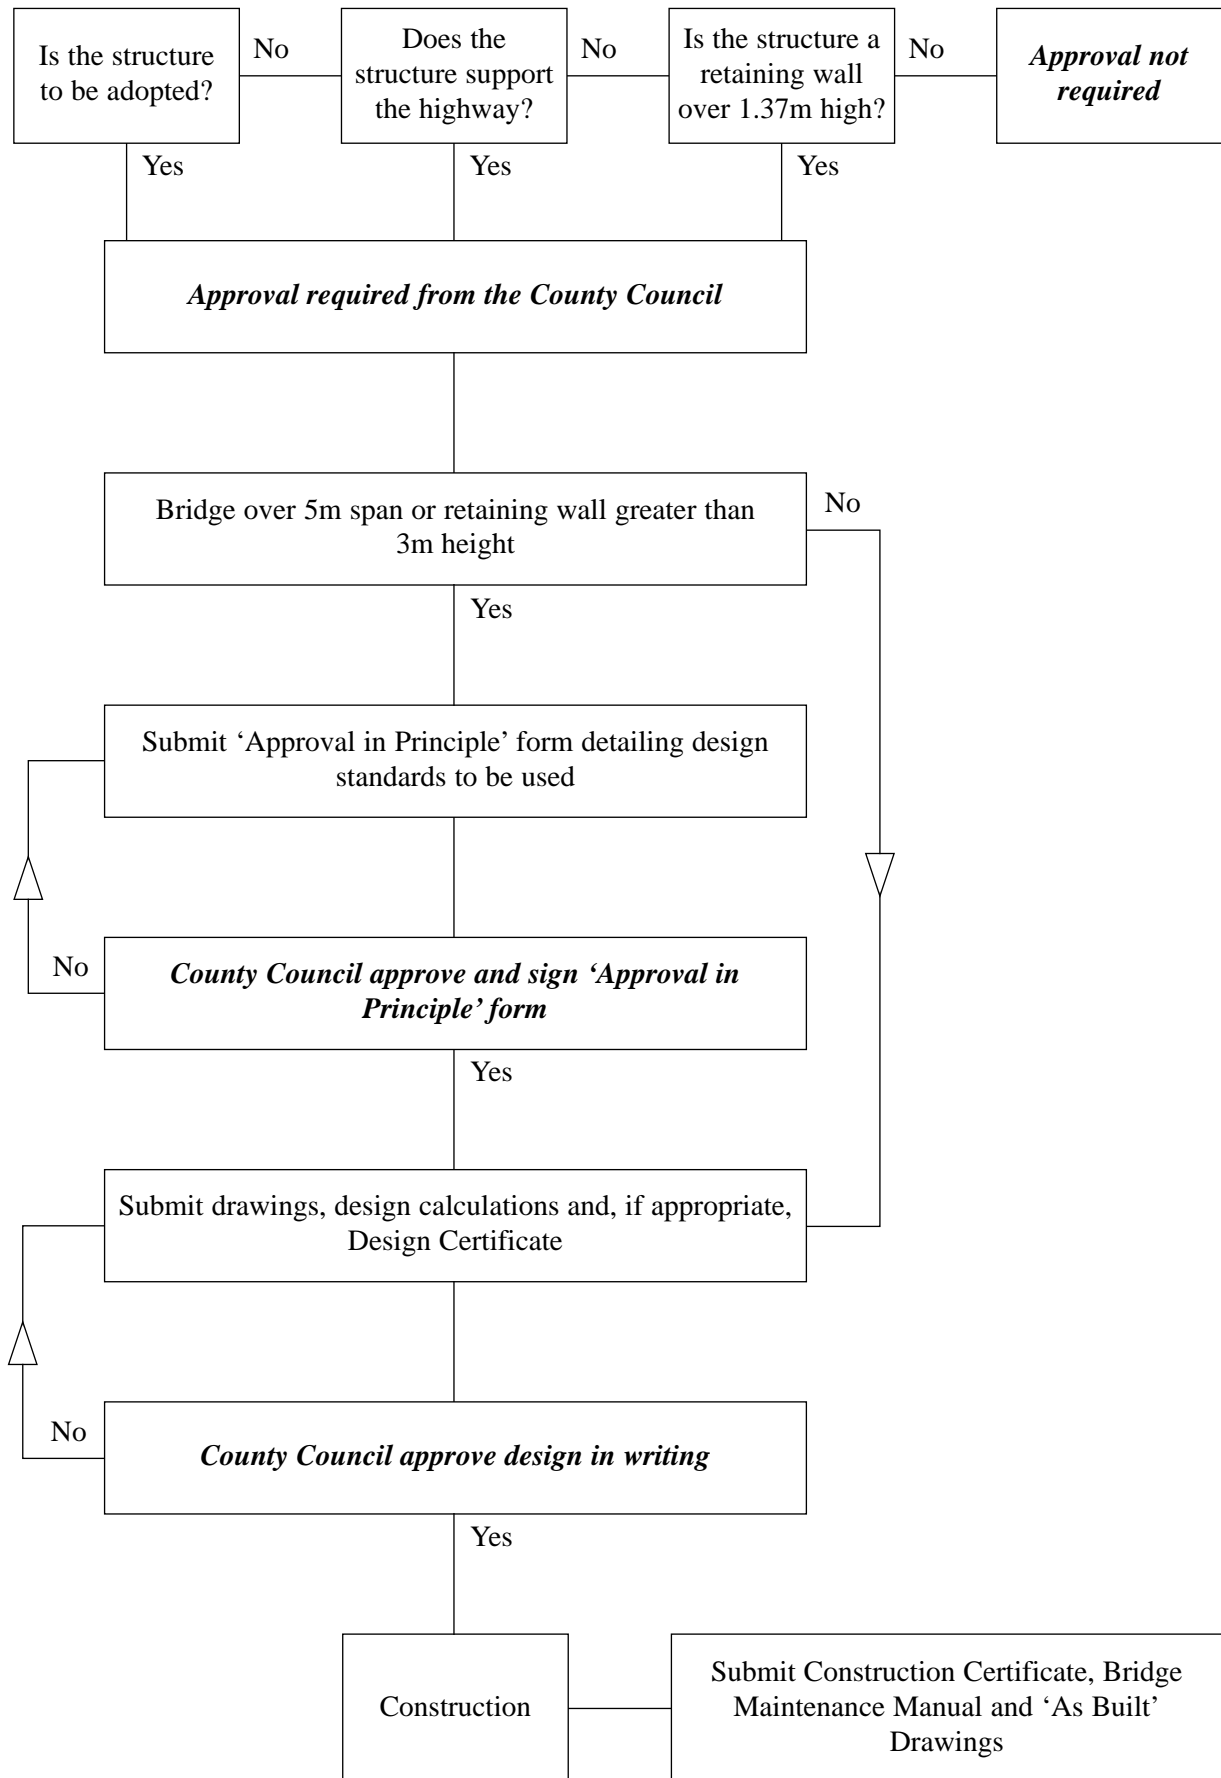 Is the structure
to be adopted?
No
Does the
structure support
the highway?
No
Is the structure a
retaining wall
over 1.37m high?
No
Approval not
required
Yes
Yes
Yes
Approval required from the County Council
Bridge over 5m span or retaining wall greater than
3m height
No
Yes
Submit ‘Approval in Principle’ form detailing design
standards to be used
No
County Council approve and sign ‘Approval in
Principle’ form
Yes
Submit drawings, design calculations and, if appropriate,
Design Certificate
No
County Council approve design in writing
Yes
Construction
Submit Construction Certificate, Bridge
Maintenance Manual and ‘As Built’
Drawings